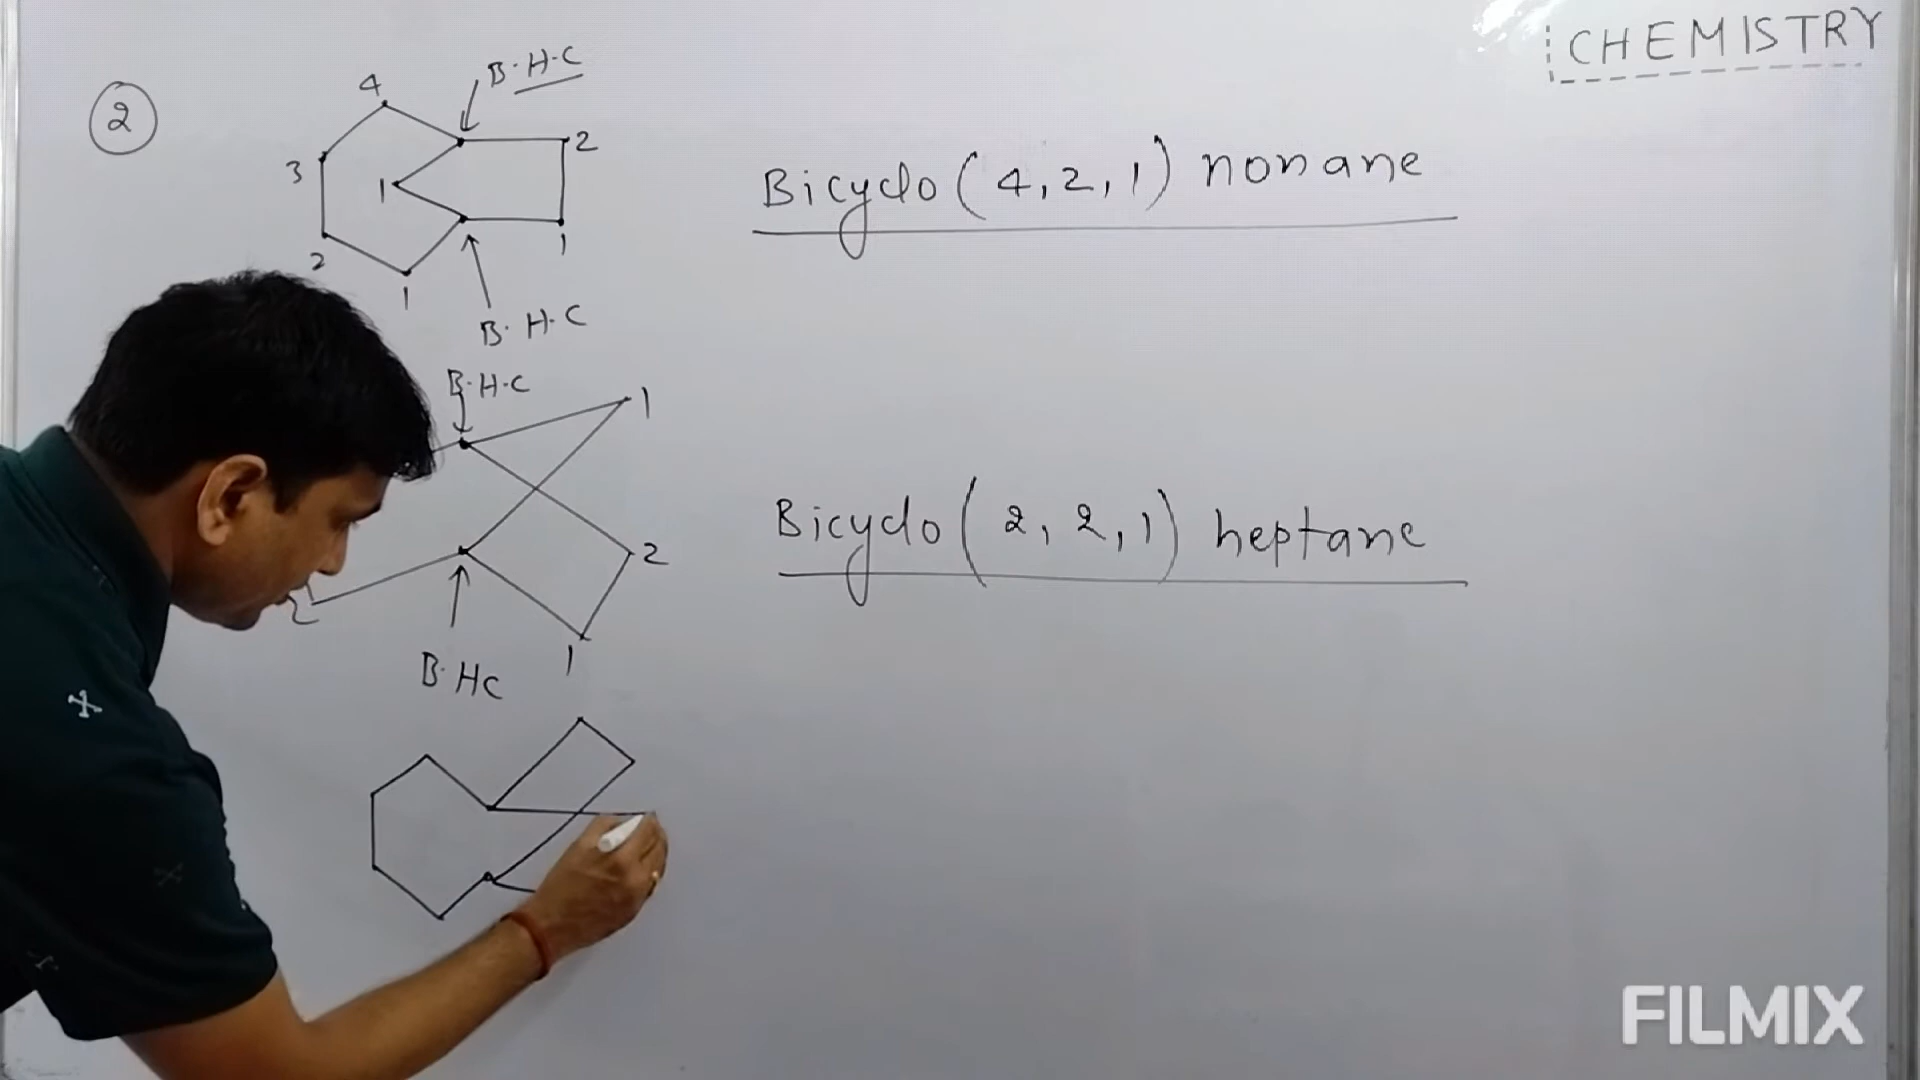 CHEMISTRY
2
4
B.H.C
3
1
2
Bicyclo (4,2,1) nonane
2
1
1
B.H.C
B.H.C
1
2
Bicyclo (2,2,1) heptane
2
B.HC
1
FILMIX